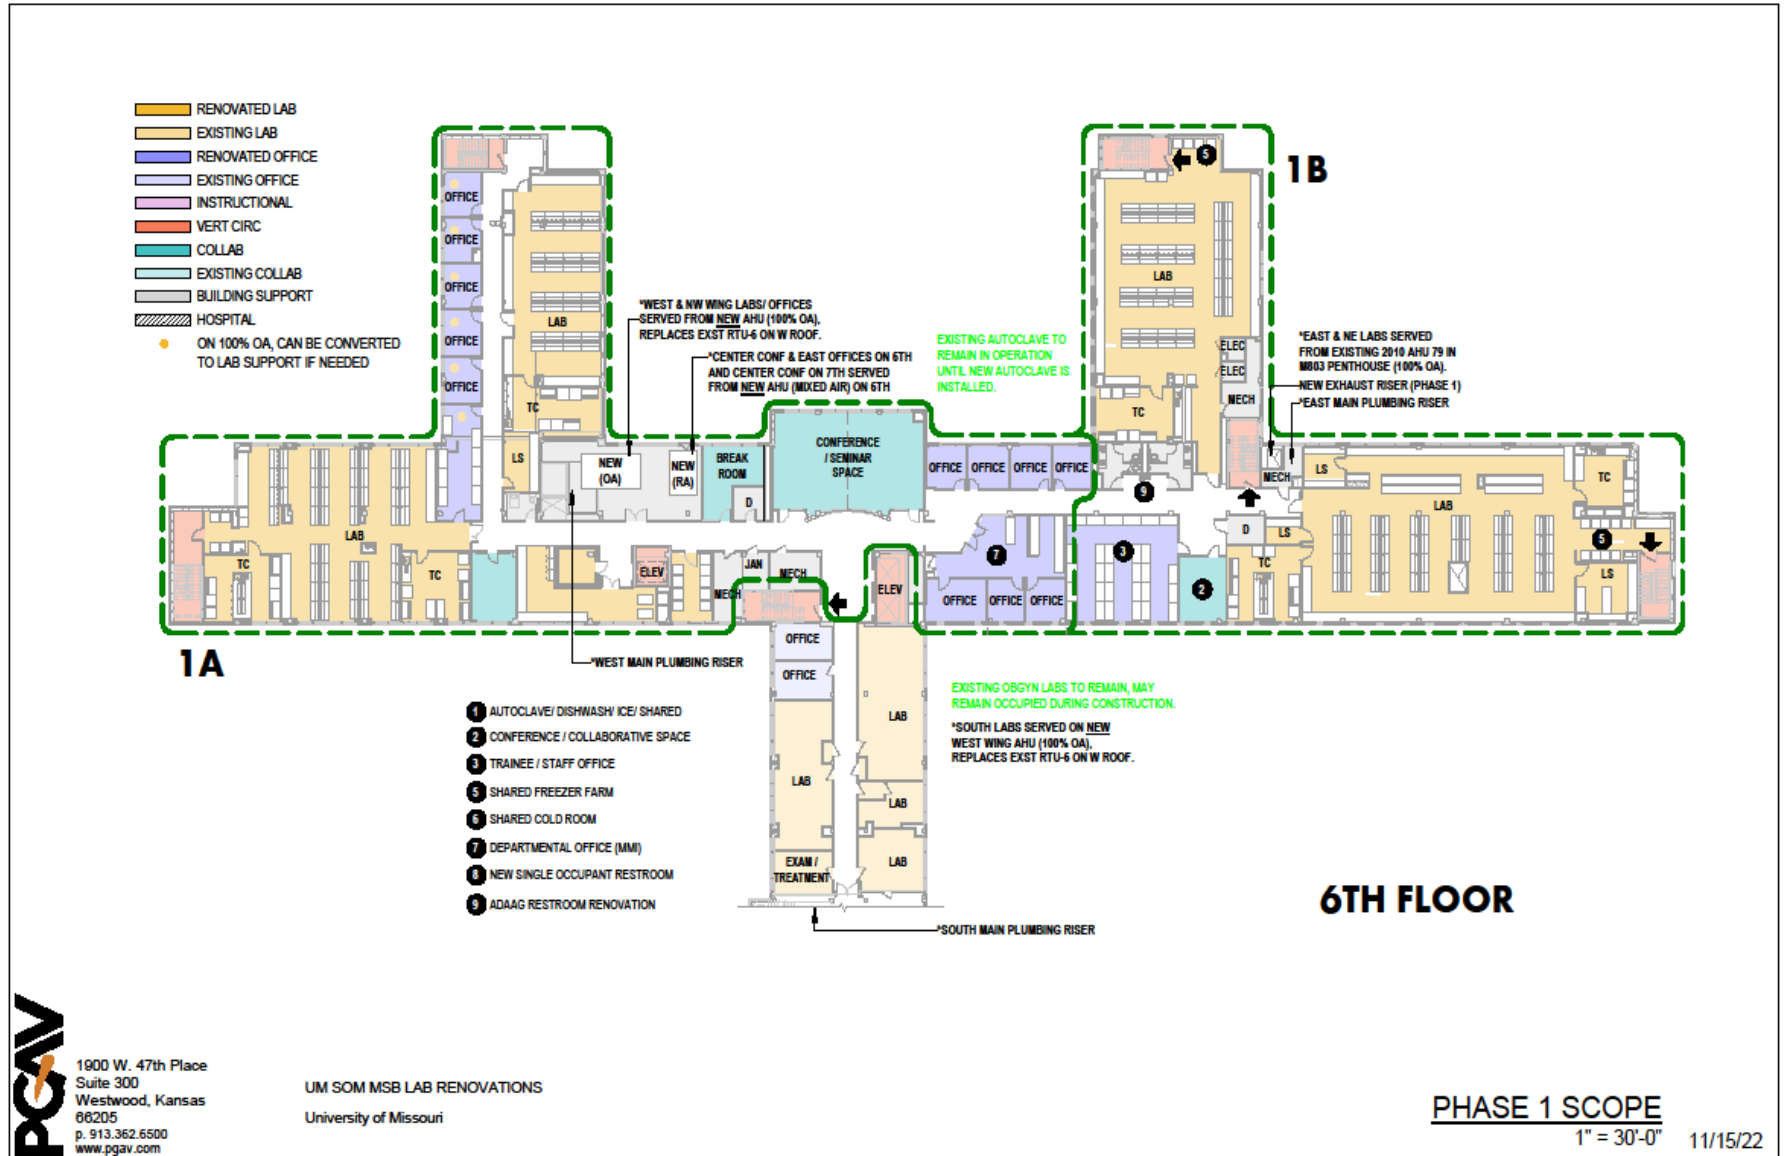 RENOVATED LAB
EXISTING LAB
RENOVATED OFFICE
EXISTING OFFICE
INSTRUCTIONAL
VERT CIRC
COLLAB
EXISTING COLLAB
BUILDING SUPPORT
HOSPITAL
ON 100% OA, CAN BE CONVERTED
TO LAB SUPPORT IF NEEDED
OFFICE
OFFICE
OFFICE
OFFICE
OFFICE
LAB
TC
LS
*WEST & NW WING LABS/ OFFICES
SERVED FROM NEW AHU (100% OA),
REPLACES EXST RTU-6 ON W ROOF.
*CENTER CONF & EAST OFFICES ON 6TH
AND CENTER CONF ON 7TH SERVED
FROM NEW AHU (MIXED AIR) ON 6TH
EXISTING AUTOCLAVE TO
REMAIN IN OPERATION
UNTIL NEW AUTOCLAVE IS
INSTALLED.
5
1B
LAB
ELEC
ELEC
MECH
TC
*EAST & NE LABS SERVED
FROM EXISTING 2010 AHU 79 IN
M803 PENTHOUSE (100% OA).
NEW EXHAUST RISER (PHASE 1)
*EAST MAIN PLUMBING RISER
NEW
(OA)
NEW
(RA)
BREAK
ROOM
D
CONFERENCE
/ SEMINAR
SPACE
OFFICE
OFFICE
OFFICE
OFFICE
9
MECH
LS
LAB
TC
LAB
TC
TC
ELEV
JAN
MECH
MECH
ELEV
7
OFFICE
OFFICE
OFFICE
3
2
D
LS
TC
5
LS
1A
*WEST MAIN PLUMBING RISER
OFFICE
OFFICE
LAB
EXAM /
TREATMENT
LAB
LAB
LAB
EXISTING OBGYN LABS TO REMAIN, MAY
REMAIN OCCUPIED DURING CONSTRUCTION.
*SOUTH LABS SERVED ON NEW
WEST WING AHU (100% OA),
REPLACES EXST RTU-6 ON W ROOF.
1 AUTOCLAVE/ DISHWASH/ ICE/ SHARED
2 CONFERENCE / COLLABORATIVE SPACE
3 TRAINEE / STAFF OFFICE
5 SHARED FREEZER FARM
6 SHARED COLD ROOM
7 DEPARTMENTAL OFFICE (MMI)
8 NEW SINGLE OCCUPANT RESTROOM
9 ADAAG RESTROOM RENOVATION
*SOUTH MAIN PLUMBING RISER
6TH FLOOR
PGAV
1900 W. 47th Place
Suite 300
Westwood, Kansas
66205
p. 913.362.6500
www.pgav.com
UM SOM MSB LAB RENOVATIONS
University of Missouri
PHASE 1 SCOPE
1" = 30'-0"
11/15/22